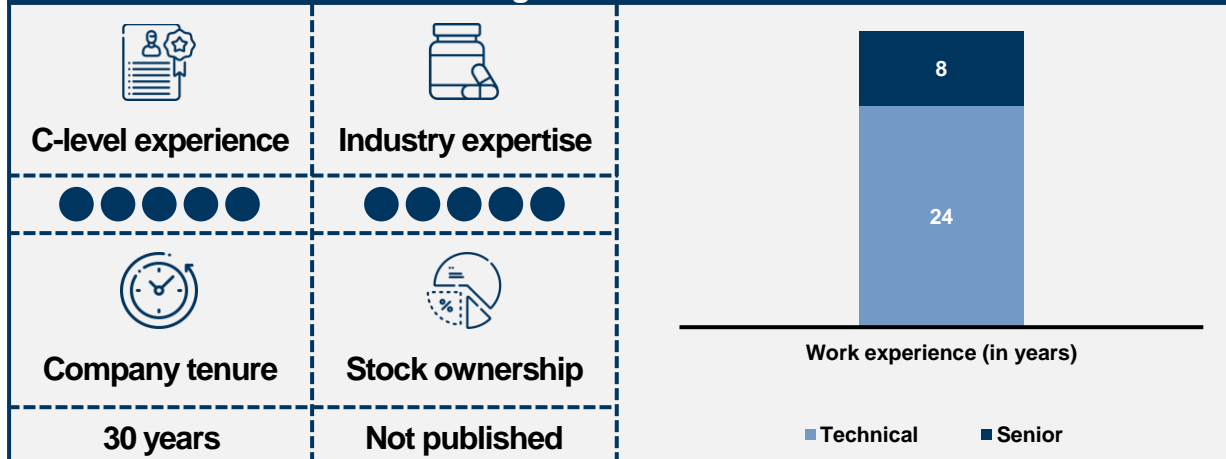 C-level experience
Industry expertise
Company tenure
Stock ownership
%
30 years
Not published
8
24
Work experience (in years)
Technical
Senior